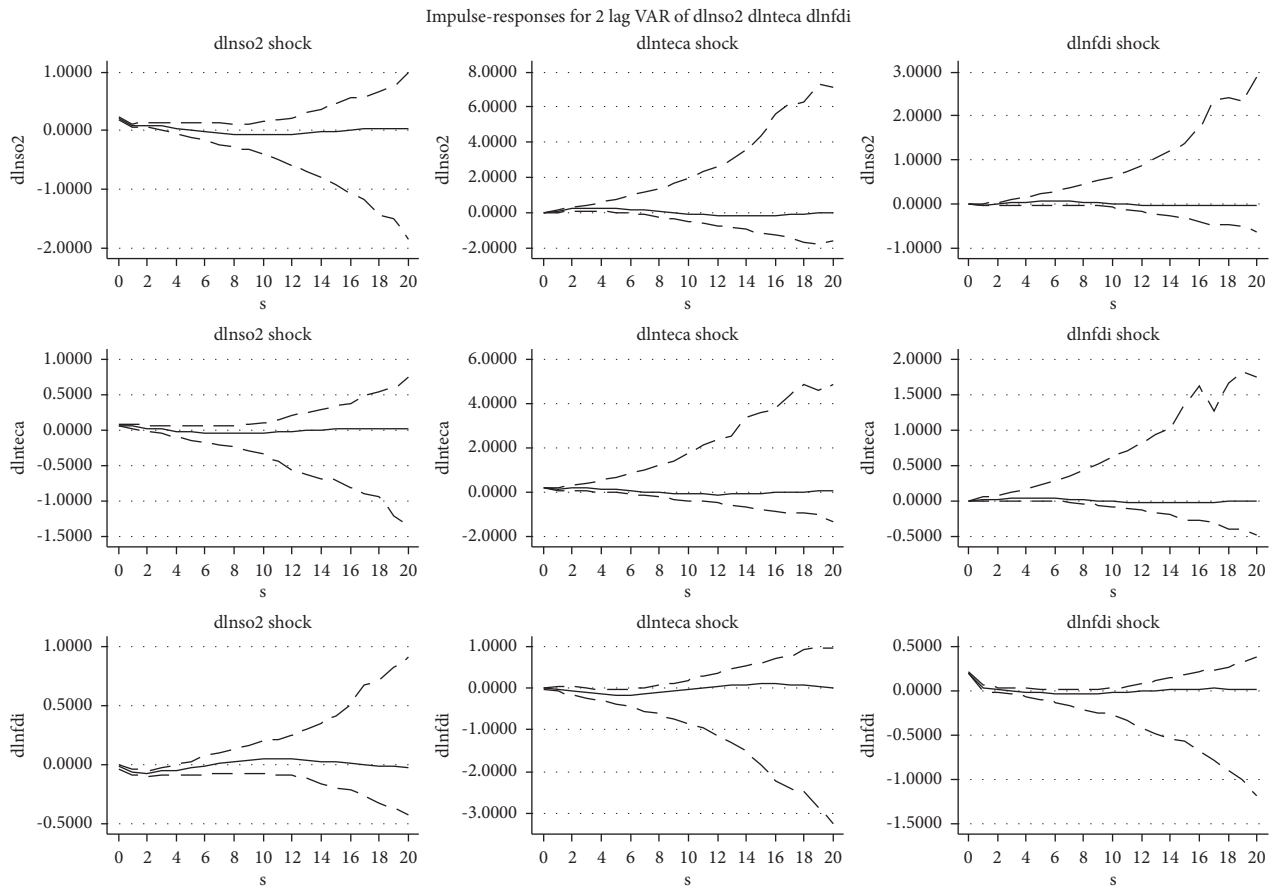 Impulse-responses for 2 lag VAR of dlnso2 dlnteca dlnfdi
dlnso2 shock
dlnso2
1.0000
0.0000
-1.0000
-2.0000
0 2 4 6 8 10 12 14 16 18 20
s
dlnteca shock
dlnso2
8.0000
6.0000
4.0000
2.0000
0.0000
-2.0000
0 2 4 6 8 10 12 14 16 18 20
s
dlnfdi shock
dlnso2
3.0000
2.0000
1.0000
0.0000
-1.0000
0 2 4 6 8 10 12 14 16 18 20
s
dlnso2 shock
dlnteca
1.0000
0.5000
0.0000
-0.5000
-1.0000
-1.5000
0 2 4 6 8 10 12 14 16 18 20
s
dlnteca shock
dlnteca
6.0000
4.0000
2.0000
0.0000
-2.0000
0 2 4 6 8 10 12 14 16 18 20
s
dlnfdi shock
dlnteca
2.0000
1.5000
1.0000
0.5000
0.0000
-0.5000
0 2 4 6 8 10 12 14 16 18 20
s
dlnso2 shock
dlnfdi
1.0000
0.5000
0.0000
-0.5000
0 2 4 6 8 10 12 14 16 18 20
s
dlnteca shock
dlnfdi
1.0000
0.0000
-1.0000
-2.0000
-3.0000
0 2 4 6 8 10 12 14 16 18 20
s
dlnfdi shock
dlnfdi
0.5000
0.0000
-0.5000
-1.0000
-1.5000
0 2 4 6 8 10 12 14 16 18 20
s